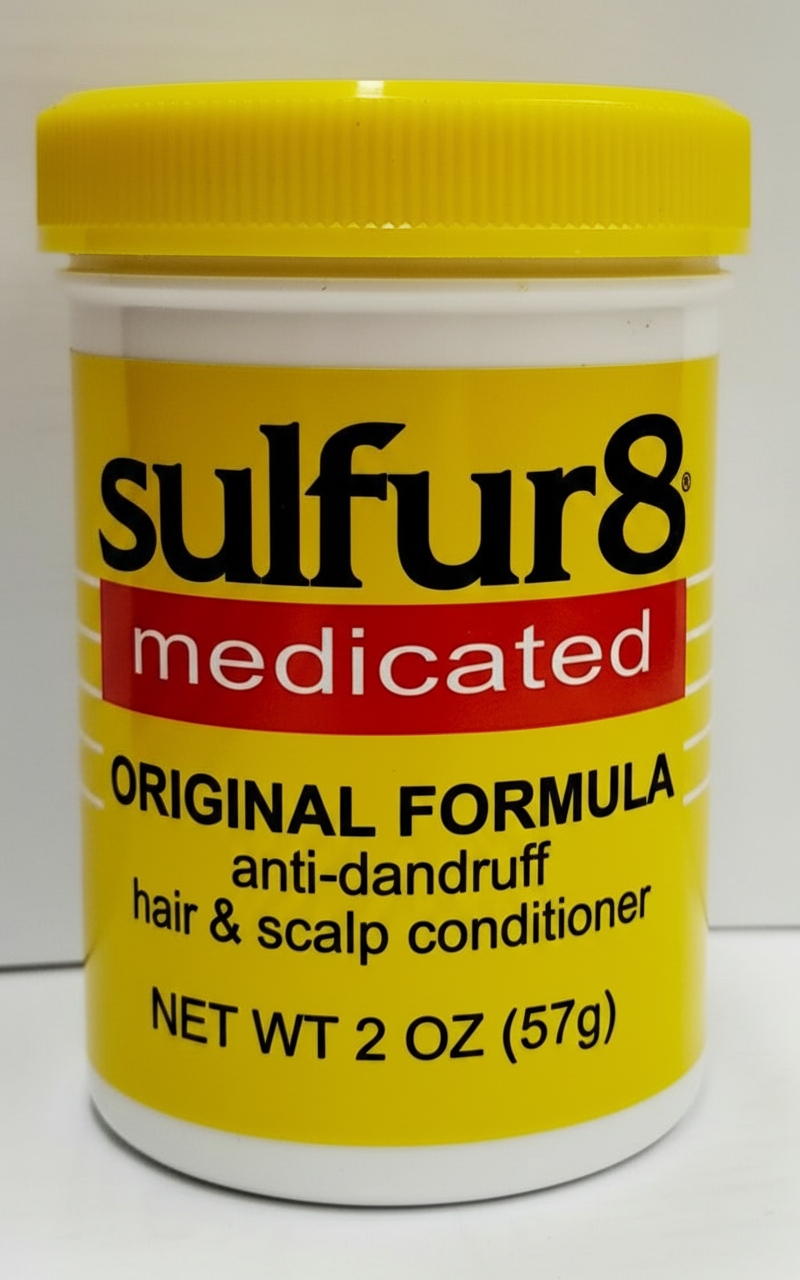 sulfur8®
medicated
ORIGINAL FORMULA
anti-dandruff
hair & scalp conditioner
NET WT 2 OZ (57g)